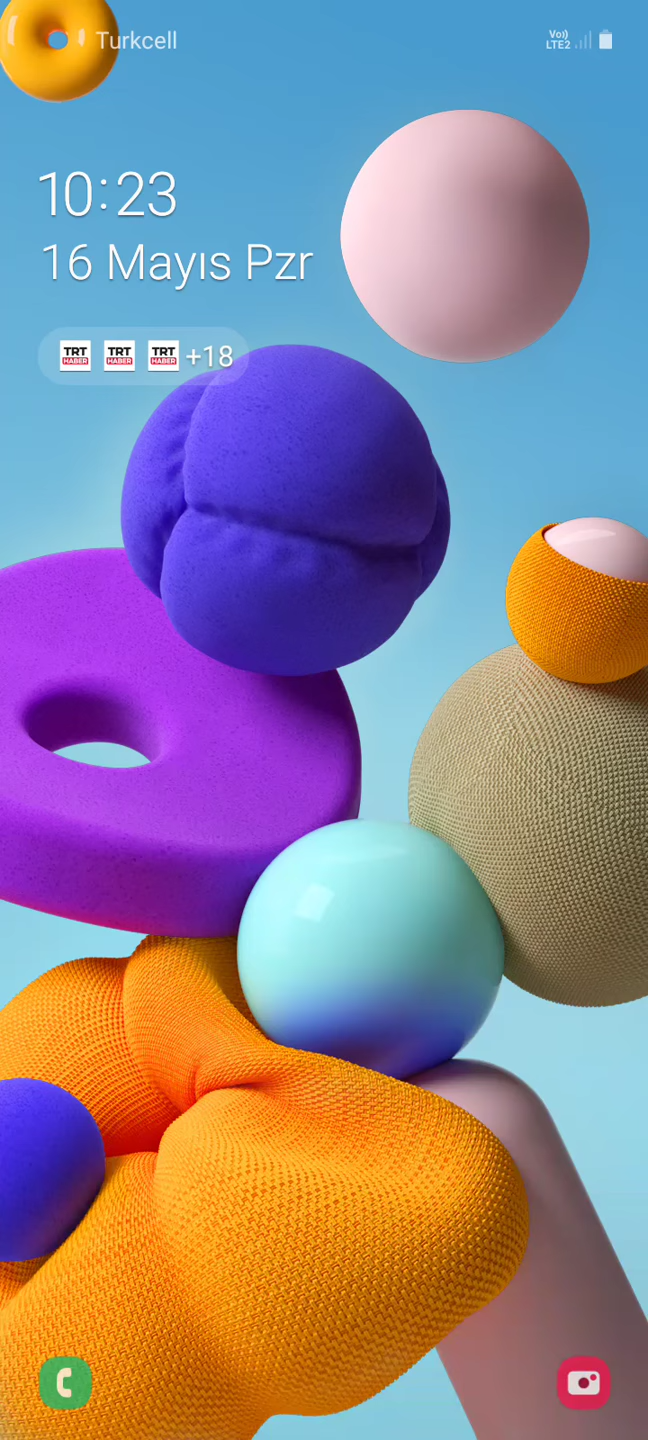 Turkcell
Vo))
LTE2
10:23
16 Mayıs Pzr
TRT HABER TRT HABER TRT HABER +18